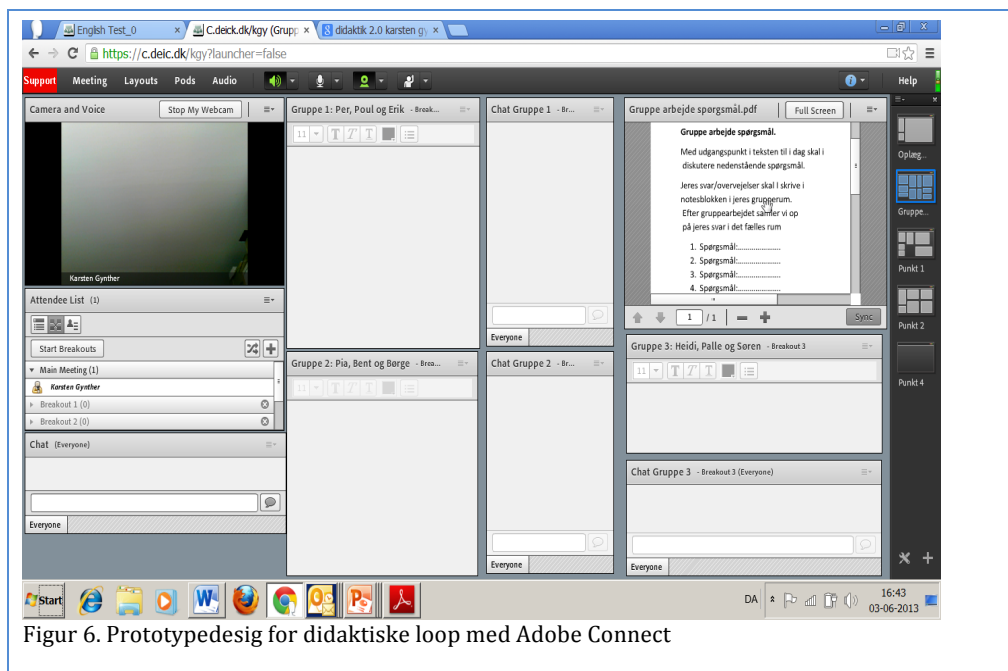 English Test_0
C.deick.dk/kgy (Grupp
didaktik 2.0 karsten gy
https://c.deic.dk/kgy?launcher=false
Support Meeting Layouts Pods Audio Help
Camera and Voice
Stop My Webcam
Karsten Gynther
Attendee List (1)
Start Breakouts
Main Meeting (1)
Karsten Gynther
Breakout 1 (0)
Breakout 2 (0)
Chat (Everyone)
Everyone
Gruppe 1: Per, Poul og Erik - Break...
11 T T T
Gruppe 2: Pia, Bent og Børge - Brea...
11 T T T
Chat Gruppe 1 - Br...
Everyone
Chat Gruppe 2 - Br...
Everyone
Gruppe arbejde spørgsmål.pdf
Full Screen
Gruppe arbejde spørgsmål.
Med udgangspunkt i teksten til i dag skal i
diskutere nedenstående spørgsmål.
Jeres svar/overvejelser skal I skrive i
notesblokken i jeres grupperum.
Efter gruppearbejdet samler vi op
på jeres svar i det fælles rum
1. Spørgsmål:.....................
2. Spørgsmål:.....................
3. Spørgsmål:.....................
4. Spørgsmål:.....................
1 /1
Sync
Gruppe 3: Heidi, Palle og Søren - Breakout 3
11 T T T
Chat Gruppe 3 - Breakout 3 (Everyone)
Everyone
Oplæg...
Gruppe...
Punkt 1
Punkt 2
Punkt 4
Start
DA
16:43
03-06-2013
Figur 6. Prototypedesig for didaktiske loop med Adobe Connect